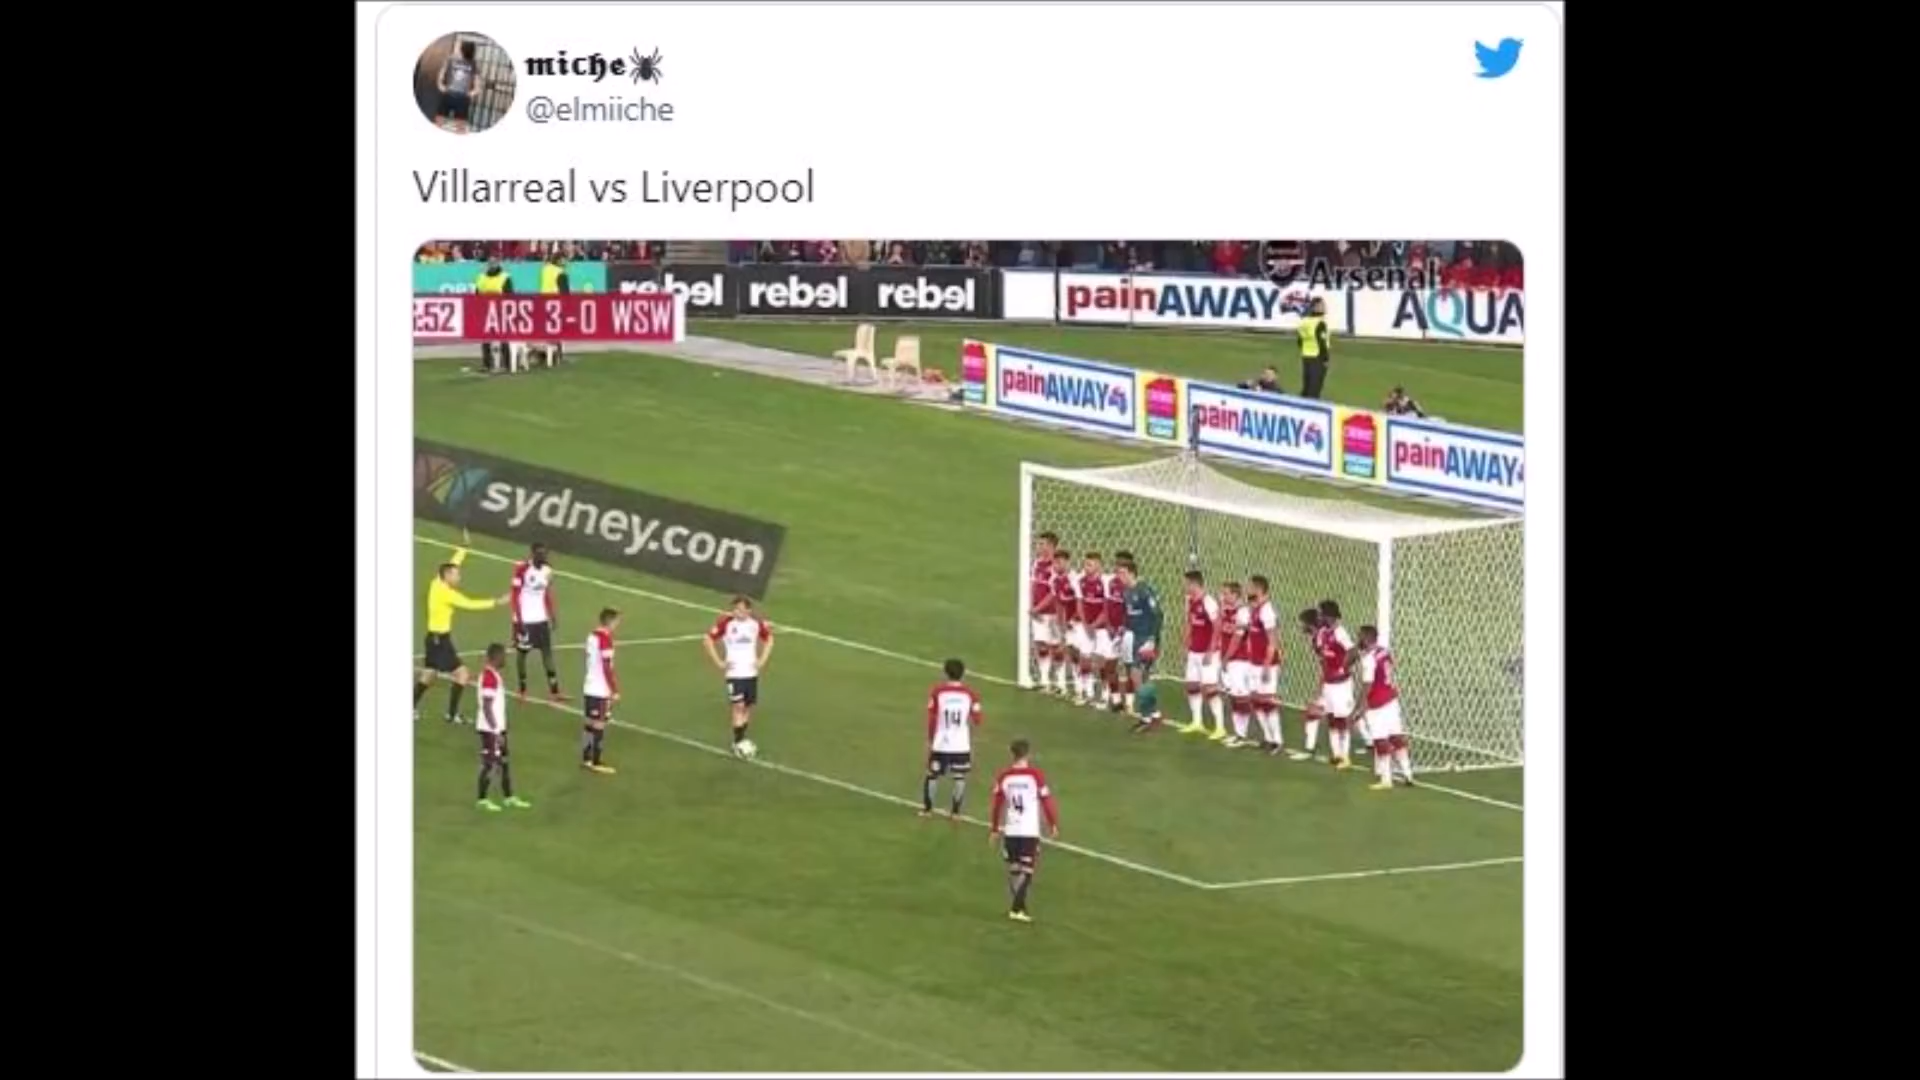 miche
@elmiiche
Villarreal vs Liverpool
rebel rebel rebel painAWAY AQUA
Arsenal
:52 ARS 3-0 WSW
painAWAY painAWAY painAWAY
sydney.com
14
4